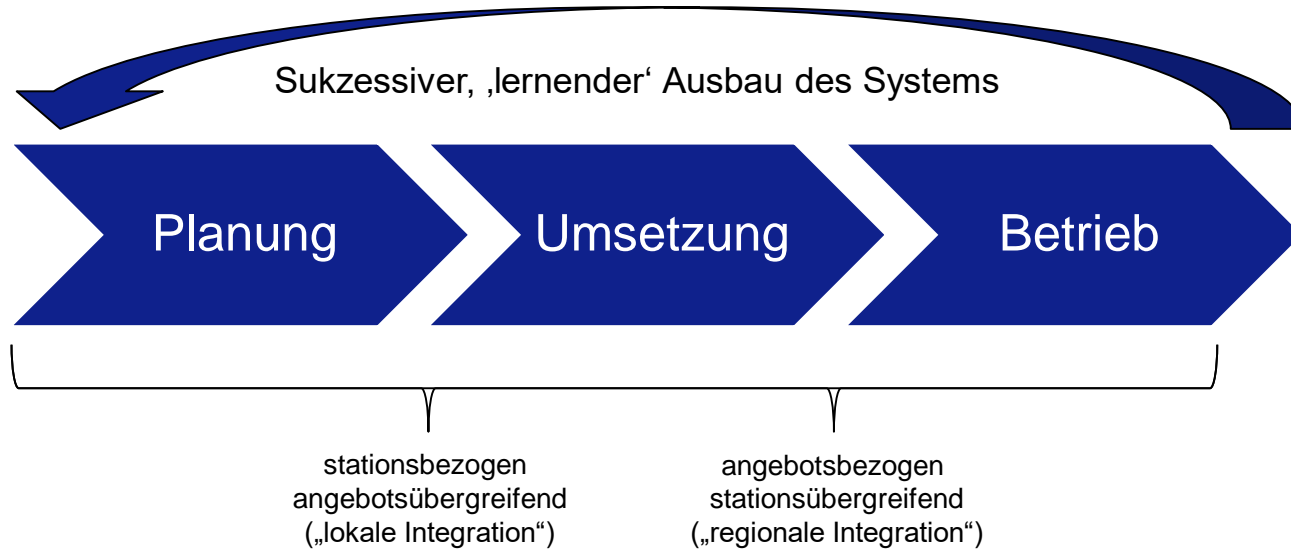 Sukzessiver, ‚lernender‘ Ausbau des Systems
Planung
Umsetzung
Betrieb
stationsbezogen
angebotsübergreifend
(„lokale Integration“)
angebotsbezogen
stationsübergreifend
(„regionale Integration“)